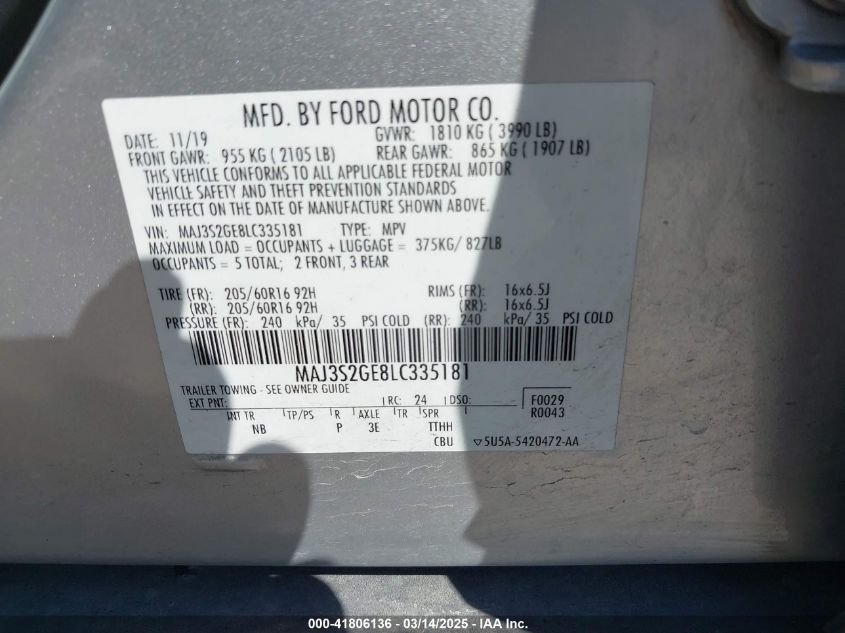 MFD. BY FORD MOTOR CO.
DATE: 11/19 GVWR: 1810 KG ( 3990 LB)
FRONT GAWR: 955 KG ( 2105 LB) REAR GAWR: 865 KG ( 1907 LB)
THIS VEHICLE CONFORMS TO ALL APPLICABLE FEDERAL MOTOR
VEHICLE SAFETY AND THEFT PREVENTION STANDARDS
IN EFFECT ON THE DATE OF MANUFACTURE SHOWN ABOVE.
VIN: MAJ3S2GE8LC335181 TYPE: MPV
MAXIMUM LOAD = OCCUPANTS + LUGGAGE = 375KG/ 827LB
OCCUPANTS = 5 TOTAL; 2 FRONT, 3 REAR
TIRE (FR): 205/60R16 92H RIMS (FR): 16x6.5J
(RR): 205/60R16 92H (RR): 16x6.5J
PRESSURE (FR): 240 kPa/ 35 PSI COLD (RR): 240 kPa/ 35 PSI COLD
MAJ3S2GE8LC335181
TRAILER TOWING - SEE OWNER GUIDE
EXT PNT: RC: 24 DSO: F0029
R0043
INT TR TP/PS R AXLE TR SPR
NB P 3E TTHH
CBU 5U5A-5420472-AA
000-41806136 - 03/14/2025 - IAA Inc.